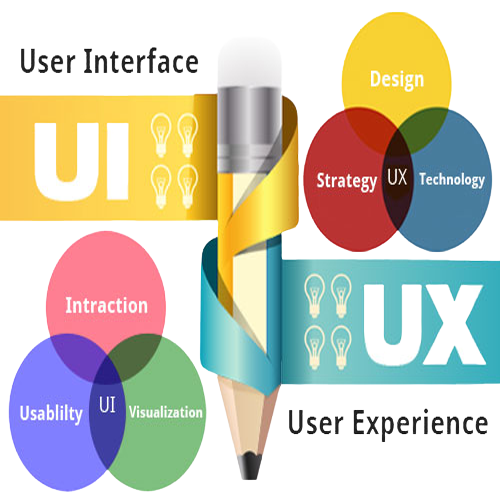 User Interface
UI
Design
Strategy
UX
Technology
Intraction
Usablilty
UI
Visualization
UX
User Experience